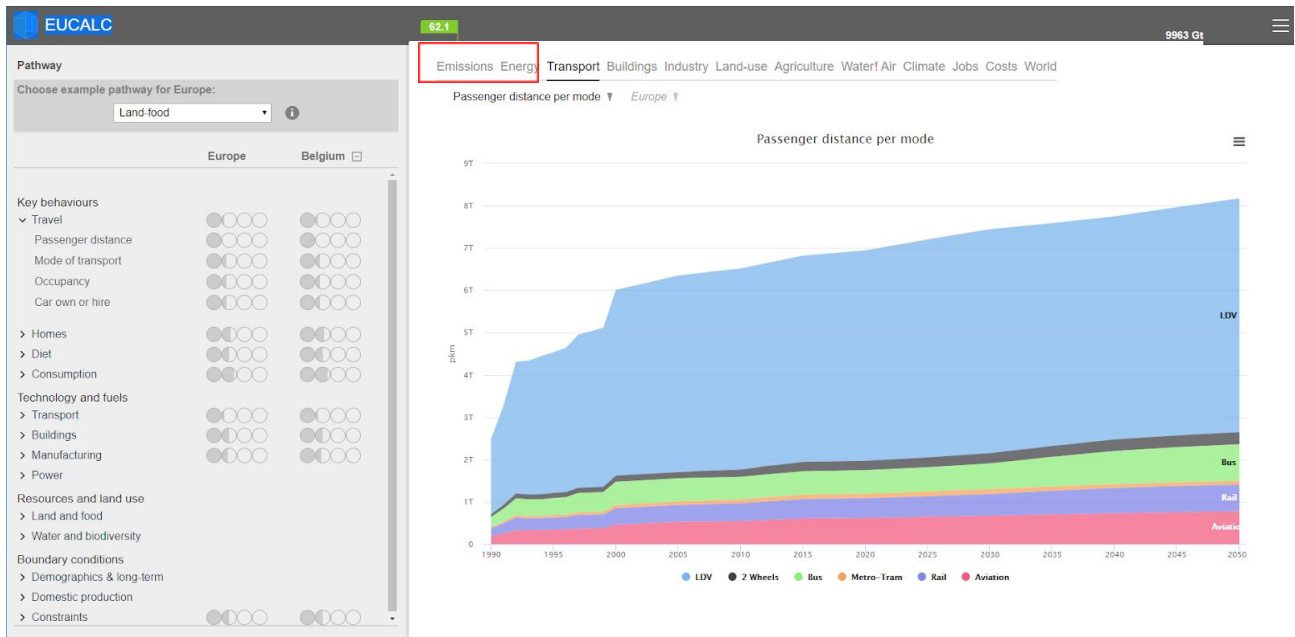 EUCALC
62.1
9963 Gt
Pathway
Choose example pathway for Europe:
Land-food
Europe Belgium
Key behaviours
Travel
Passenger distance
Mode of transport
Occupancy
Car own or hire
Homes
Diet
Consumption
Technology and fuels
Transport
Buildings
Manufacturing
Power
Resources and land use
Land and food
Water and biodiversity
Boundary conditions
Demographics & long-term
Domestic production
Constraints
Emissions Energy Transport Buildings Industry Land-use Agriculture Water! Air Climate Jobs Costs World
Passenger distance per mode Europe
Passenger distance per mode
9T
8T
7T
6T
5T
4T
3T
2T
1T
0
pkm
LDV
Bus
Rail
Aviatio
1990 1995 2000 2005 2010 2015 2020 2025 2030 2035 2040 2045 2050
LDV 2 Wheels Bus Metro-Tram Rail Aviation